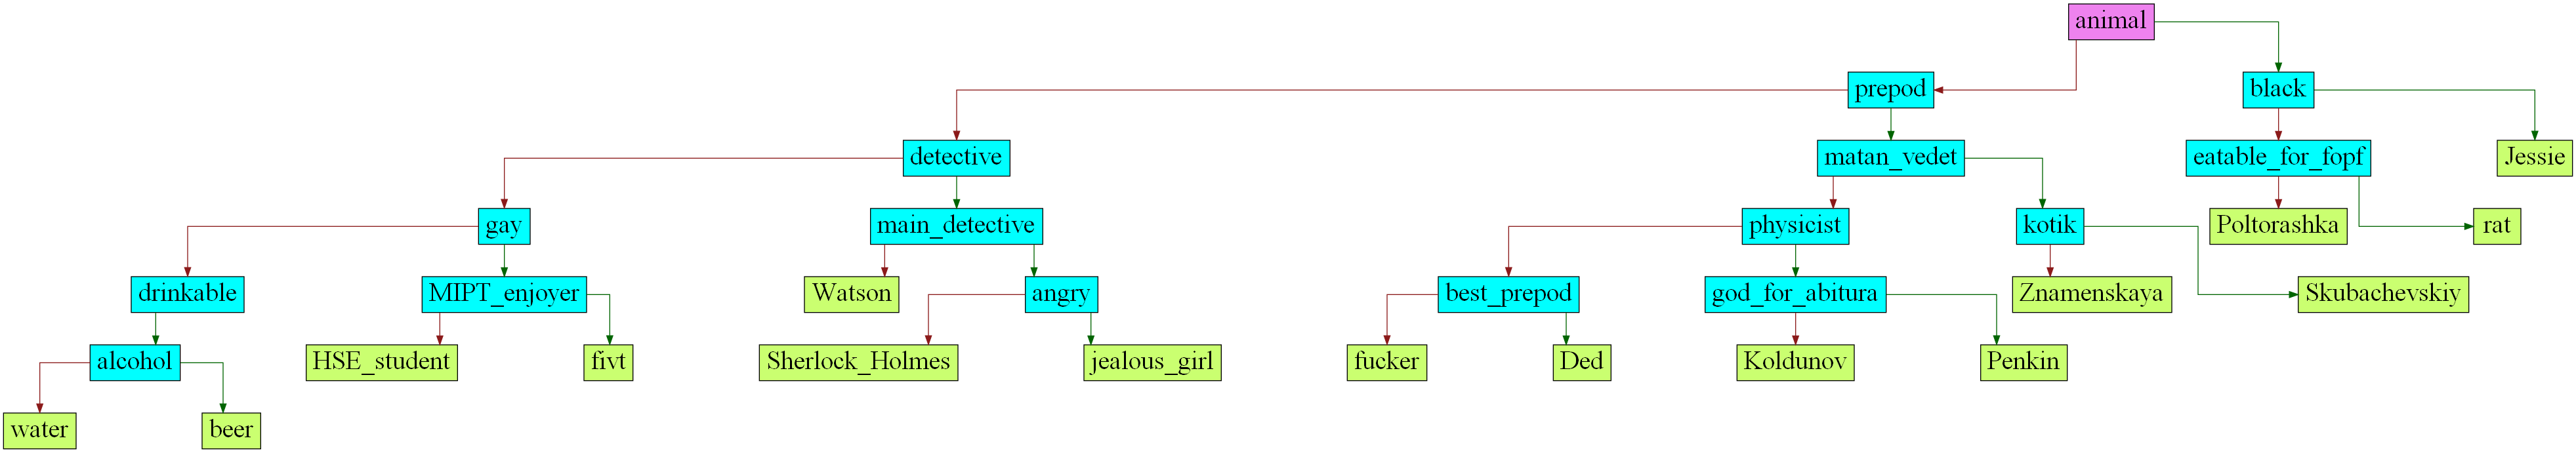 animal
prepod
black
detective
matan_vedet
eatable_for_fopf
Jessie
gay
main_detective
physicist
kotik
Poltorashka
rat
drinkable
MIPT_enjoyer
Watson
angry
best_prepod
god_for_abitura
Znamenskaya
Skubachevskiy
alcohol
HSE_student
fivt
Sherlock_Holmes
jealous_girl
fucker
Ded
Koldunov
Penkin
water
beer